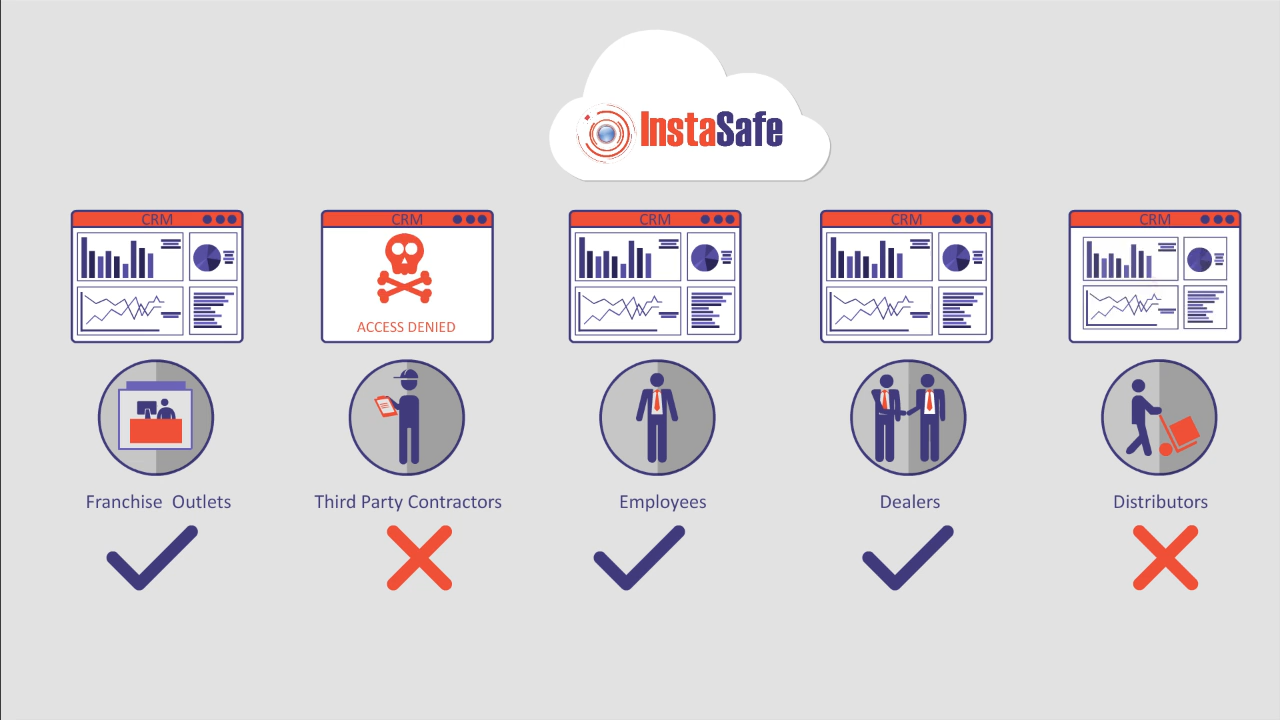 InstaSafe
CRM
CRM
CRM
CRM
CRM
ACCESS DENIED
Franchise Outlets
Third Party Contractors
Employees
Dealers
Distributors